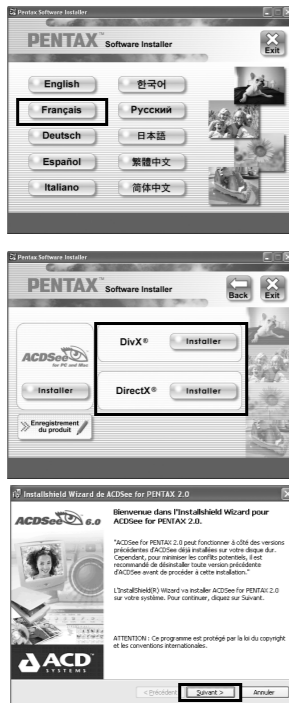 Pentax Software Installer
PENTAX™ Software Installer
Exit
English 한국어
Français Русский
Deutsch 日本語
Español 繁體中文
Italiano 简体中文
Pentax Software Installer
PENTAX™ Software Installer
Back Exit
ACDSee
for PC and Mac
Installer
Enregistrement
du produit
DivX® Installer
DirectX® Installer
Installshield Wizard de ACDSee for PENTAX 2.0
ACDSee 6.0
ACD
SYSTEMS
Bienvenue dans l'Installshield Wizard pour
ACDSee for PENTAX 2.0.
"ACDSee for PENTAX 2.0 peut fonctionner à côté des versions
précédentes d'ACDSee déjà installées sur votre disque dur.
Cependant, pour minimiser les conflits potentiels, il est
recommandé de désinstaller toute version précédente
d'ACDSee avant de procéder à cette installation."
L'InstallShield(R) Wizard va installer ACDSee for PENTAX 2.0
sur votre système. Pour continuer, cliquez sur Suivant.
ATTENTION : Ce programme est protégé par la loi du copyright
et les conventions internationales.
< Précédent Suivant > Annuler